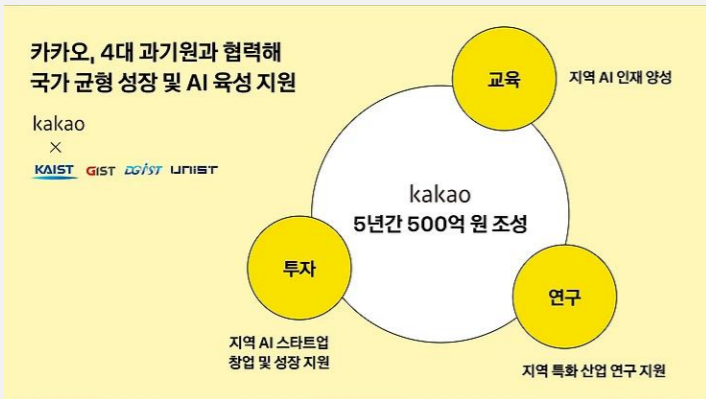 카카오, 4대 과기원과 협력해
국가 균형 성장 및 AI 육성 지원
kakao
×
KAIST GIST DGIST UNIST
교육
지역 AI 인재 양성
kakao
5년간 500억 원 조성
투자
지역 AI 스타트업
창업 및 성장 지원
연구
지역 특화 산업 연구 지원